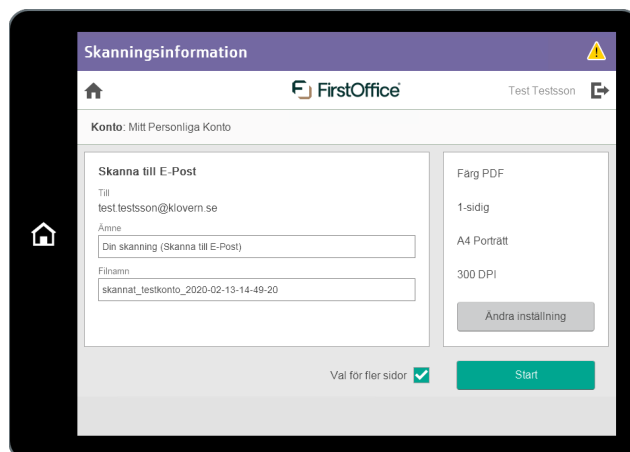 Skanningsinformation
FirstOffice
Test Testsson
Konto: Mitt Personliga Konto
Skanna till E-Post
Till
test.testsson@klovern.se
Ämne
Din skanning (Skanna till E-Post)
Filnamn
skannat_testkonto_2020-02-13-14-49-20
Färg PDF
1-sidig
A4 Porträtt
300 DPI
Ändra inställning
Val för fler sidor
Start